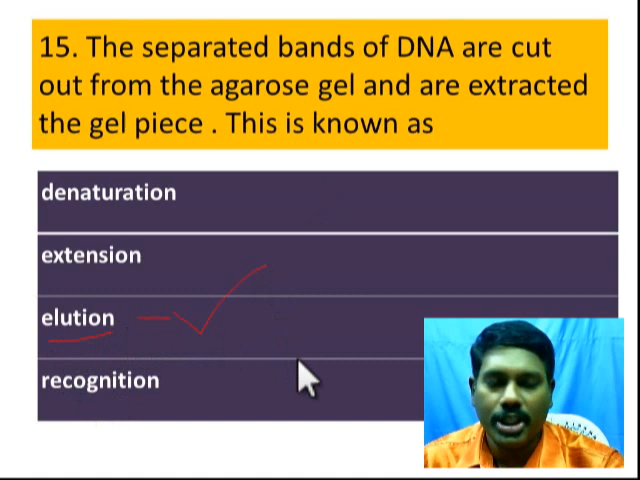 15. The separated bands of DNA are cut
out from the agarose gel and are extracted
the gel piece . This is known as
denaturation
extension
elution
recognition